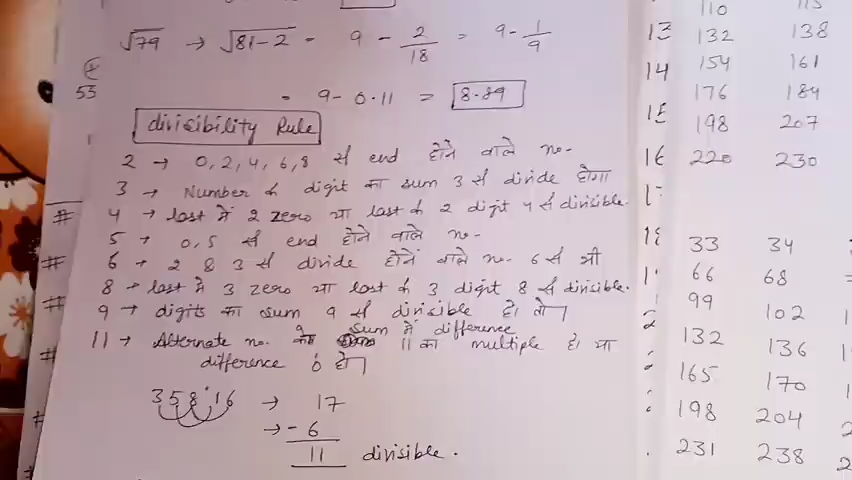 √79 → √81-2 = 9 - 2/18 = 9 - 1/9
55
= 9 - 0.11 = 8.89
divisibility Rule
2 → 0, 2, 4, 6, 8 से end होने वाले no-
3 → Number के digit का sum 3 से divide होगा
4 → last में 2 zero या last के 2 digit 4 से divisible.
5 → 0, 5 से end होने वाले no-
6 → 2 & 3 से divide होने वाले no- 6 से भी
8 → last में 3 zero या last के 3 digit 8 से divisible.
9 → digits का sum 9 से divisible हो तो।
11 → Alternate no. के sum में difference 11 का multiple हो या
difference 0 हो।
35816 → 17
→ - 6
11 divisible.
110 115
13 132 138
14 154 161
176 184
15 198 207
16 220 230
33 34
66 68
99 102
132 136
165 170
198 204
231 238
#
#
#
#
#